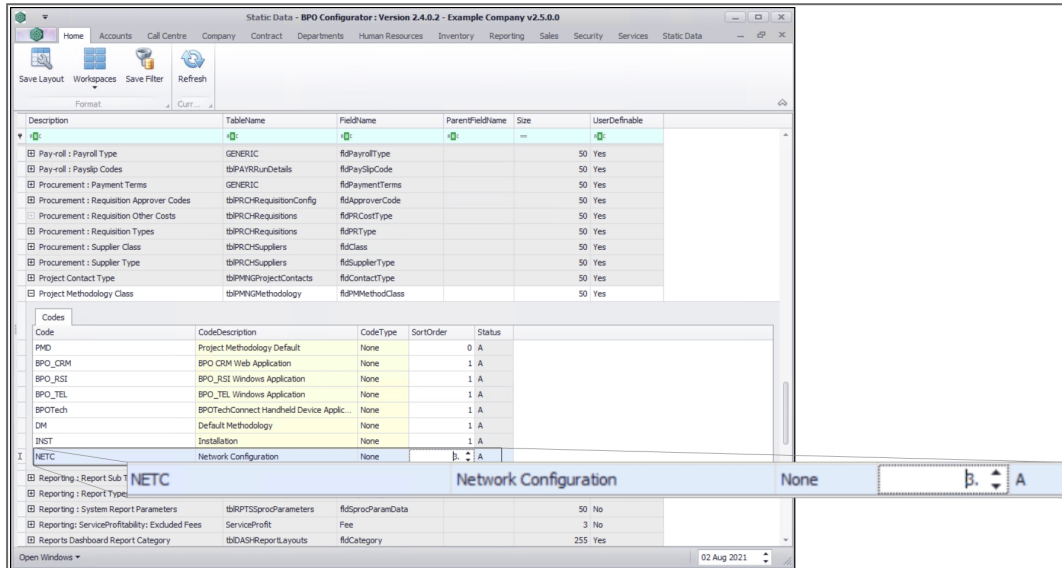 Static Data - BPO Configurator : Version 2.4.0.2 - Example Company v2.5.0.0
Home Accounts Call Centre Company Contract Departments Human Resources Inventory Reporting Sales Security Services Static Data
Save Layout Workspaces Save Filter Refresh
Format Curr...
Description TableName FieldName ParentFieldName Size UserDefinable
=
Pay-roll : Payroll Type GENERIC fldPayrollType 50 Yes
Pay-roll : Payslip Codes tblPAYRRunDetails fldPaySlipCode 50 Yes
Procurement : Payment Terms GENERIC fldPaymentTerms 50 Yes
Procurement : Requisition Approver Codes tblPRCHRequisitionConfig fldApproverCode 50 Yes
Procurement : Requisition Other Costs tblPRCHRequisitions fldPRCostType 50 Yes
Procurement : Requisition Types tblPRCHRequisitions fldPRType 50 Yes
Procurement : Supplier Class tblPRCHSuppliers fldClass 50 Yes
Procurement : Supplier Type tblPRCHSuppliers fldSupplierType 50 Yes
Project Contact Type tblPMNGProjectContacts fldContactType 50 Yes
Project Methodology Class tblPMNGMethodology fldPMMethodClass 50 Yes
Codes
Code CodeDescription CodeType SortOrder Status
PMD Project Methodology Default None 0 A
BPO_CRM BPO CRM Web Application None 1 A
BPO_RSI BPO_RSI Windows Application None 1 A
BPO_TEL BPO_TEL Windows Application None 1 A
BPOTech BPOTechConnect Handheld Device Applic... None 1 A
DM Default Methodology None 1 A
INST Installation None 1 A
NETC Network Configuration None 3. A
Reporting : Report Sub T
NETC Network Configuration None 3. A
Reporting : Report Type
Reporting : System Report Parameters tblRPTSSprocParameters fldSprocParamData 50 No
Reporting: ServiceProfitability: Excluded Fees ServiceProfit Fee 3 No
Reports Dashboard Report Category tblDASHReportLayouts fldCategory 255 Yes
Open Windows 02 Aug 2021